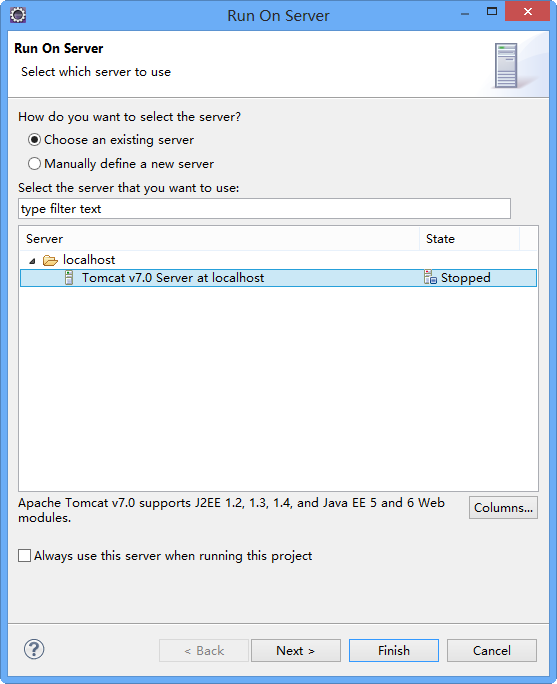 Run On Server
Run On Server
Select which server to use
How do you want to select the server?
Choose an existing server
Manually define a new server
Select the server that you want to use:
type filter text
Server State
localhost
Tomcat v7.0 Server at localhost Stopped
Apache Tomcat v7.0 supports J2EE 1.2, 1.3, 1.4, and Java EE 5 and 6 Web
modules.
Columns...
Always use this server when running this project
? < Back Next > Finish Cancel